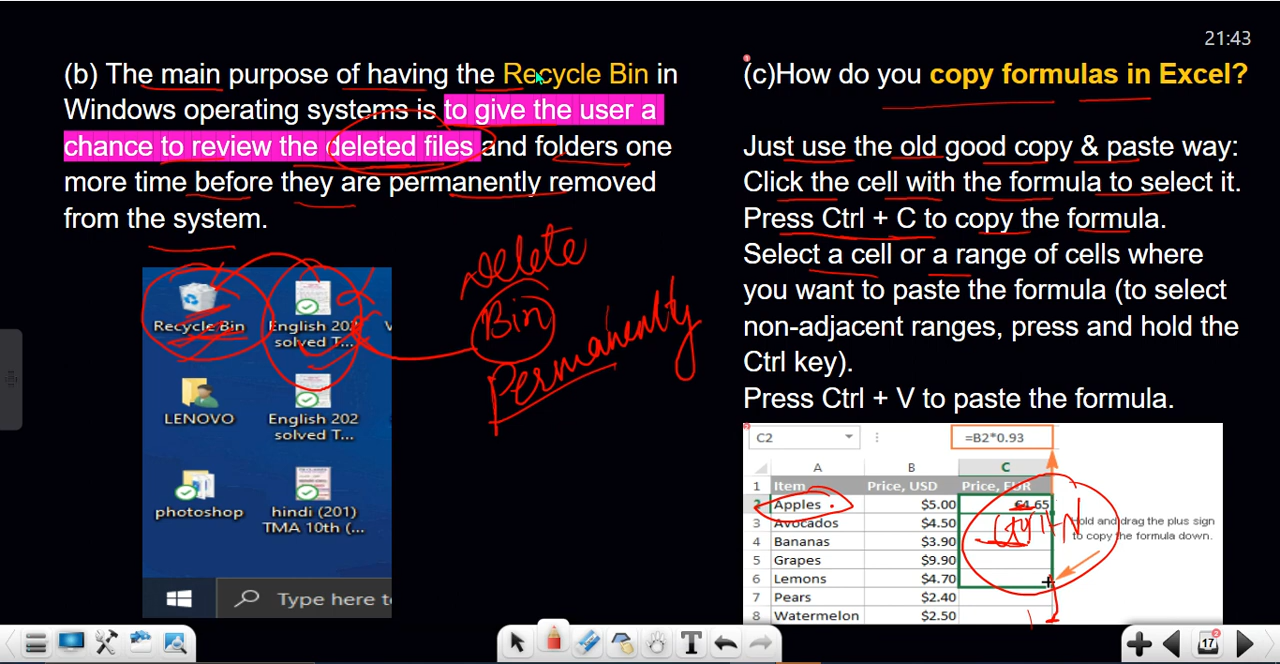 21:43
(b) The main purpose of having the Recycle Bin in
Windows operating systems is to give the user a
chance to review the deleted files and folders one
more time before they are permanently removed
from the system.
Delete
Bin
Permanently
Recycle Bin
English 202
solved T...
LENOVO
English 202
solved T...
photoshop
hindi (201)
TMA 10th (...
Type here t
(c)How do you copy formulas in Excel?
Just use the old good copy & paste way:
Click the cell with the formula to select it.
Press Ctrl + C to copy the formula.
Select a cell or a range of cells where
you want to paste the formula (to select
non-adjacent ranges, press and hold the
Ctrl key).
Press Ctrl + V to paste the formula.
C2 =B2*0.93
A B C
1 Item Price, USD Price, EUR
2 Apples $5.00 €4.65
3 Avocados $4.50
4 Bananas $3.90
5 Grapes $9.90
6 Lemons $4.70
7 Pears $2.40
8 Watermelon $2.50
Hold and drag the plus sign
to copy the formula down.
T
17